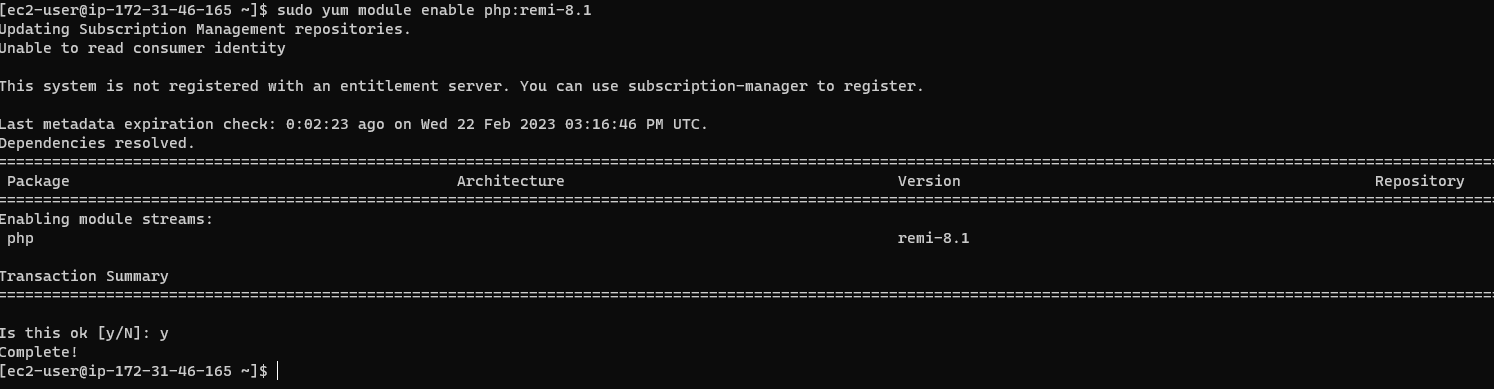 [ec2-user@ip-172-31-46-165 ~]$ sudo yum module enable php:remi-8.1
Updating Subscription Management repositories.
Unable to read consumer identity
This system is not registered with an entitlement server. You can use subscription-manager to register.
Last metadata expiration check: 0:02:23 ago on Wed 22 Feb 2023 03:16:46 PM UTC.
Dependencies resolved.
Package Architecture Version Repository
Enabling module streams:
php remi-8.1
Transaction Summary
Is this ok [y/N]: y
Complete!
[ec2-user@ip-172-31-46-165 ~]$